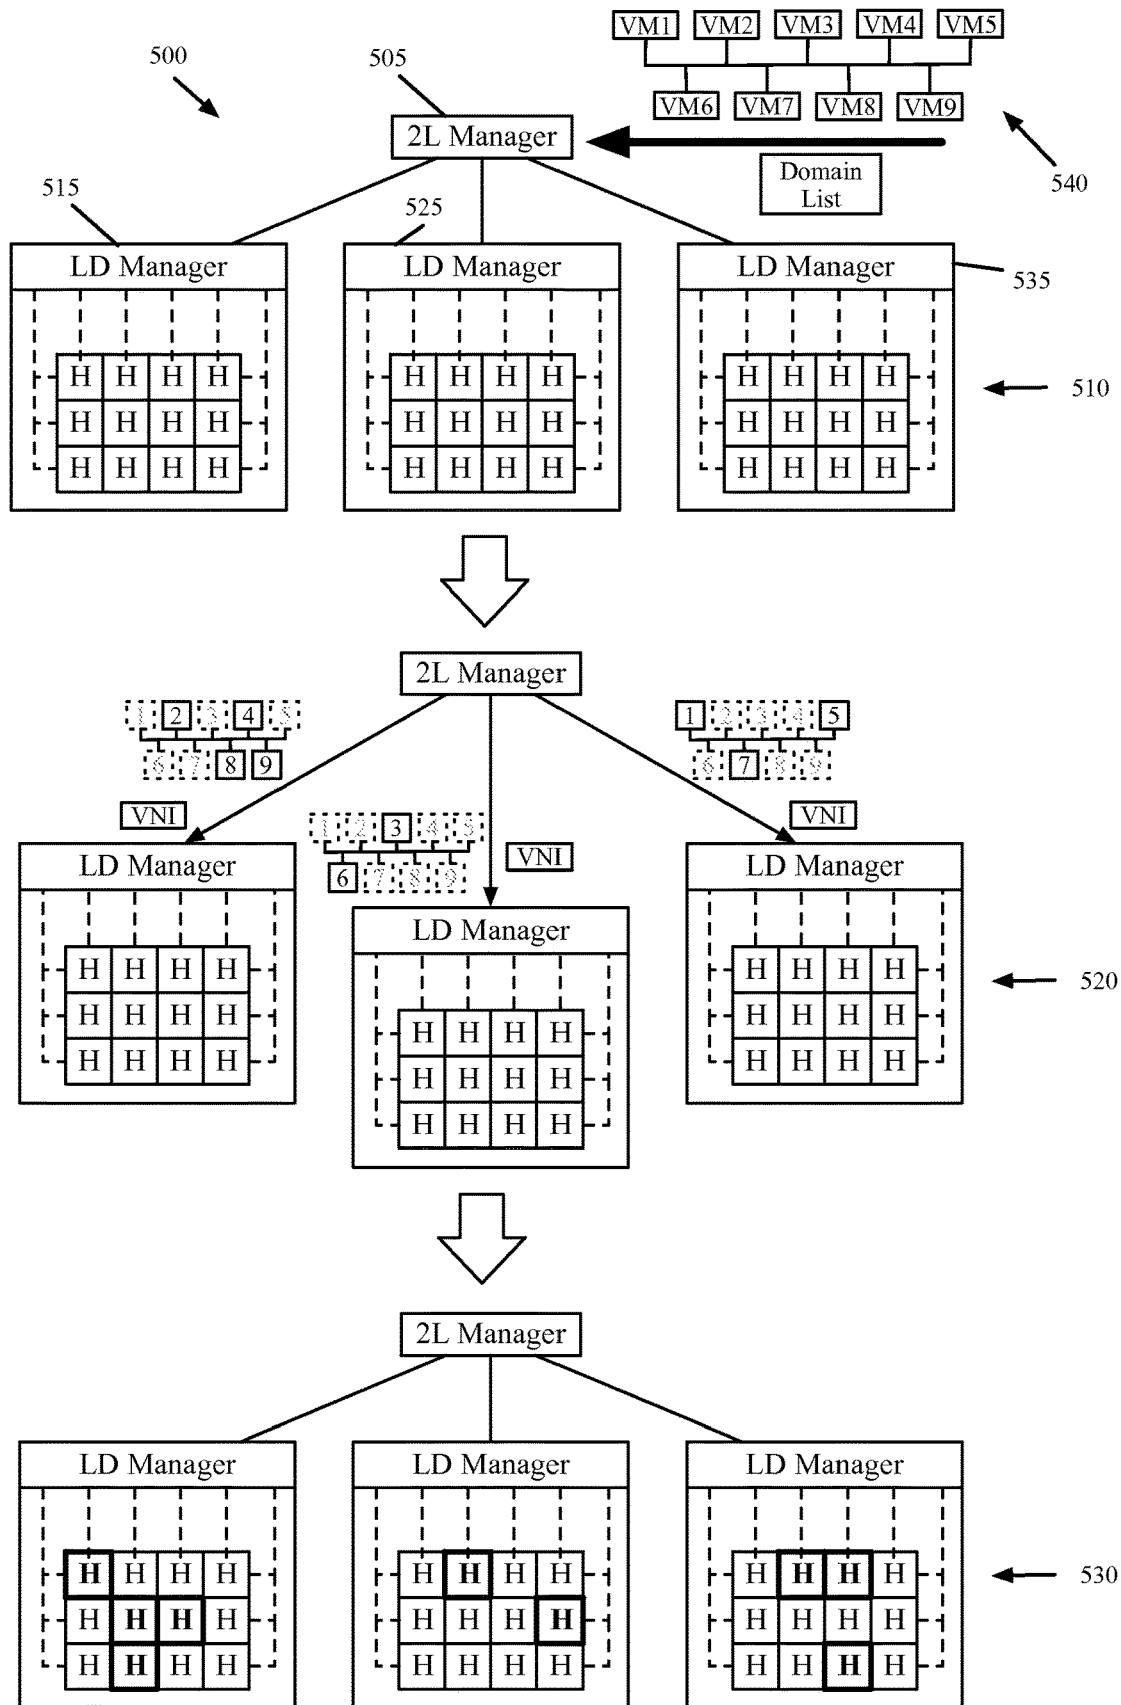 VM1 VM2 VM3 VM4 VM5
500
505
VM6 VM7 VM8 VM9
2L Manager
Domain
List
540
515
525
LD Manager LD Manager LD Manager
535
H H H H H H H H H H H H
510
H H H H H H H H H H H H
H H H H H H H H H H H H
2L Manager
1 2 3 4 5
1 2 3 4 5
6 7 8 9
6 7 8 9
VNI
VNI
1 2 3 4 5
6 7 8 9
VNI
LD Manager
LD Manager
LD Manager
H H H H
H H H H
H H H H
H H H H
H H H H
H H H H
H H H H
H H H H
H H H H
520
2L Manager
LD Manager LD Manager LD Manager
H H H H H H H H H H H H
530
H H H H H H H H H H H H
H H H H H H H H H H H H